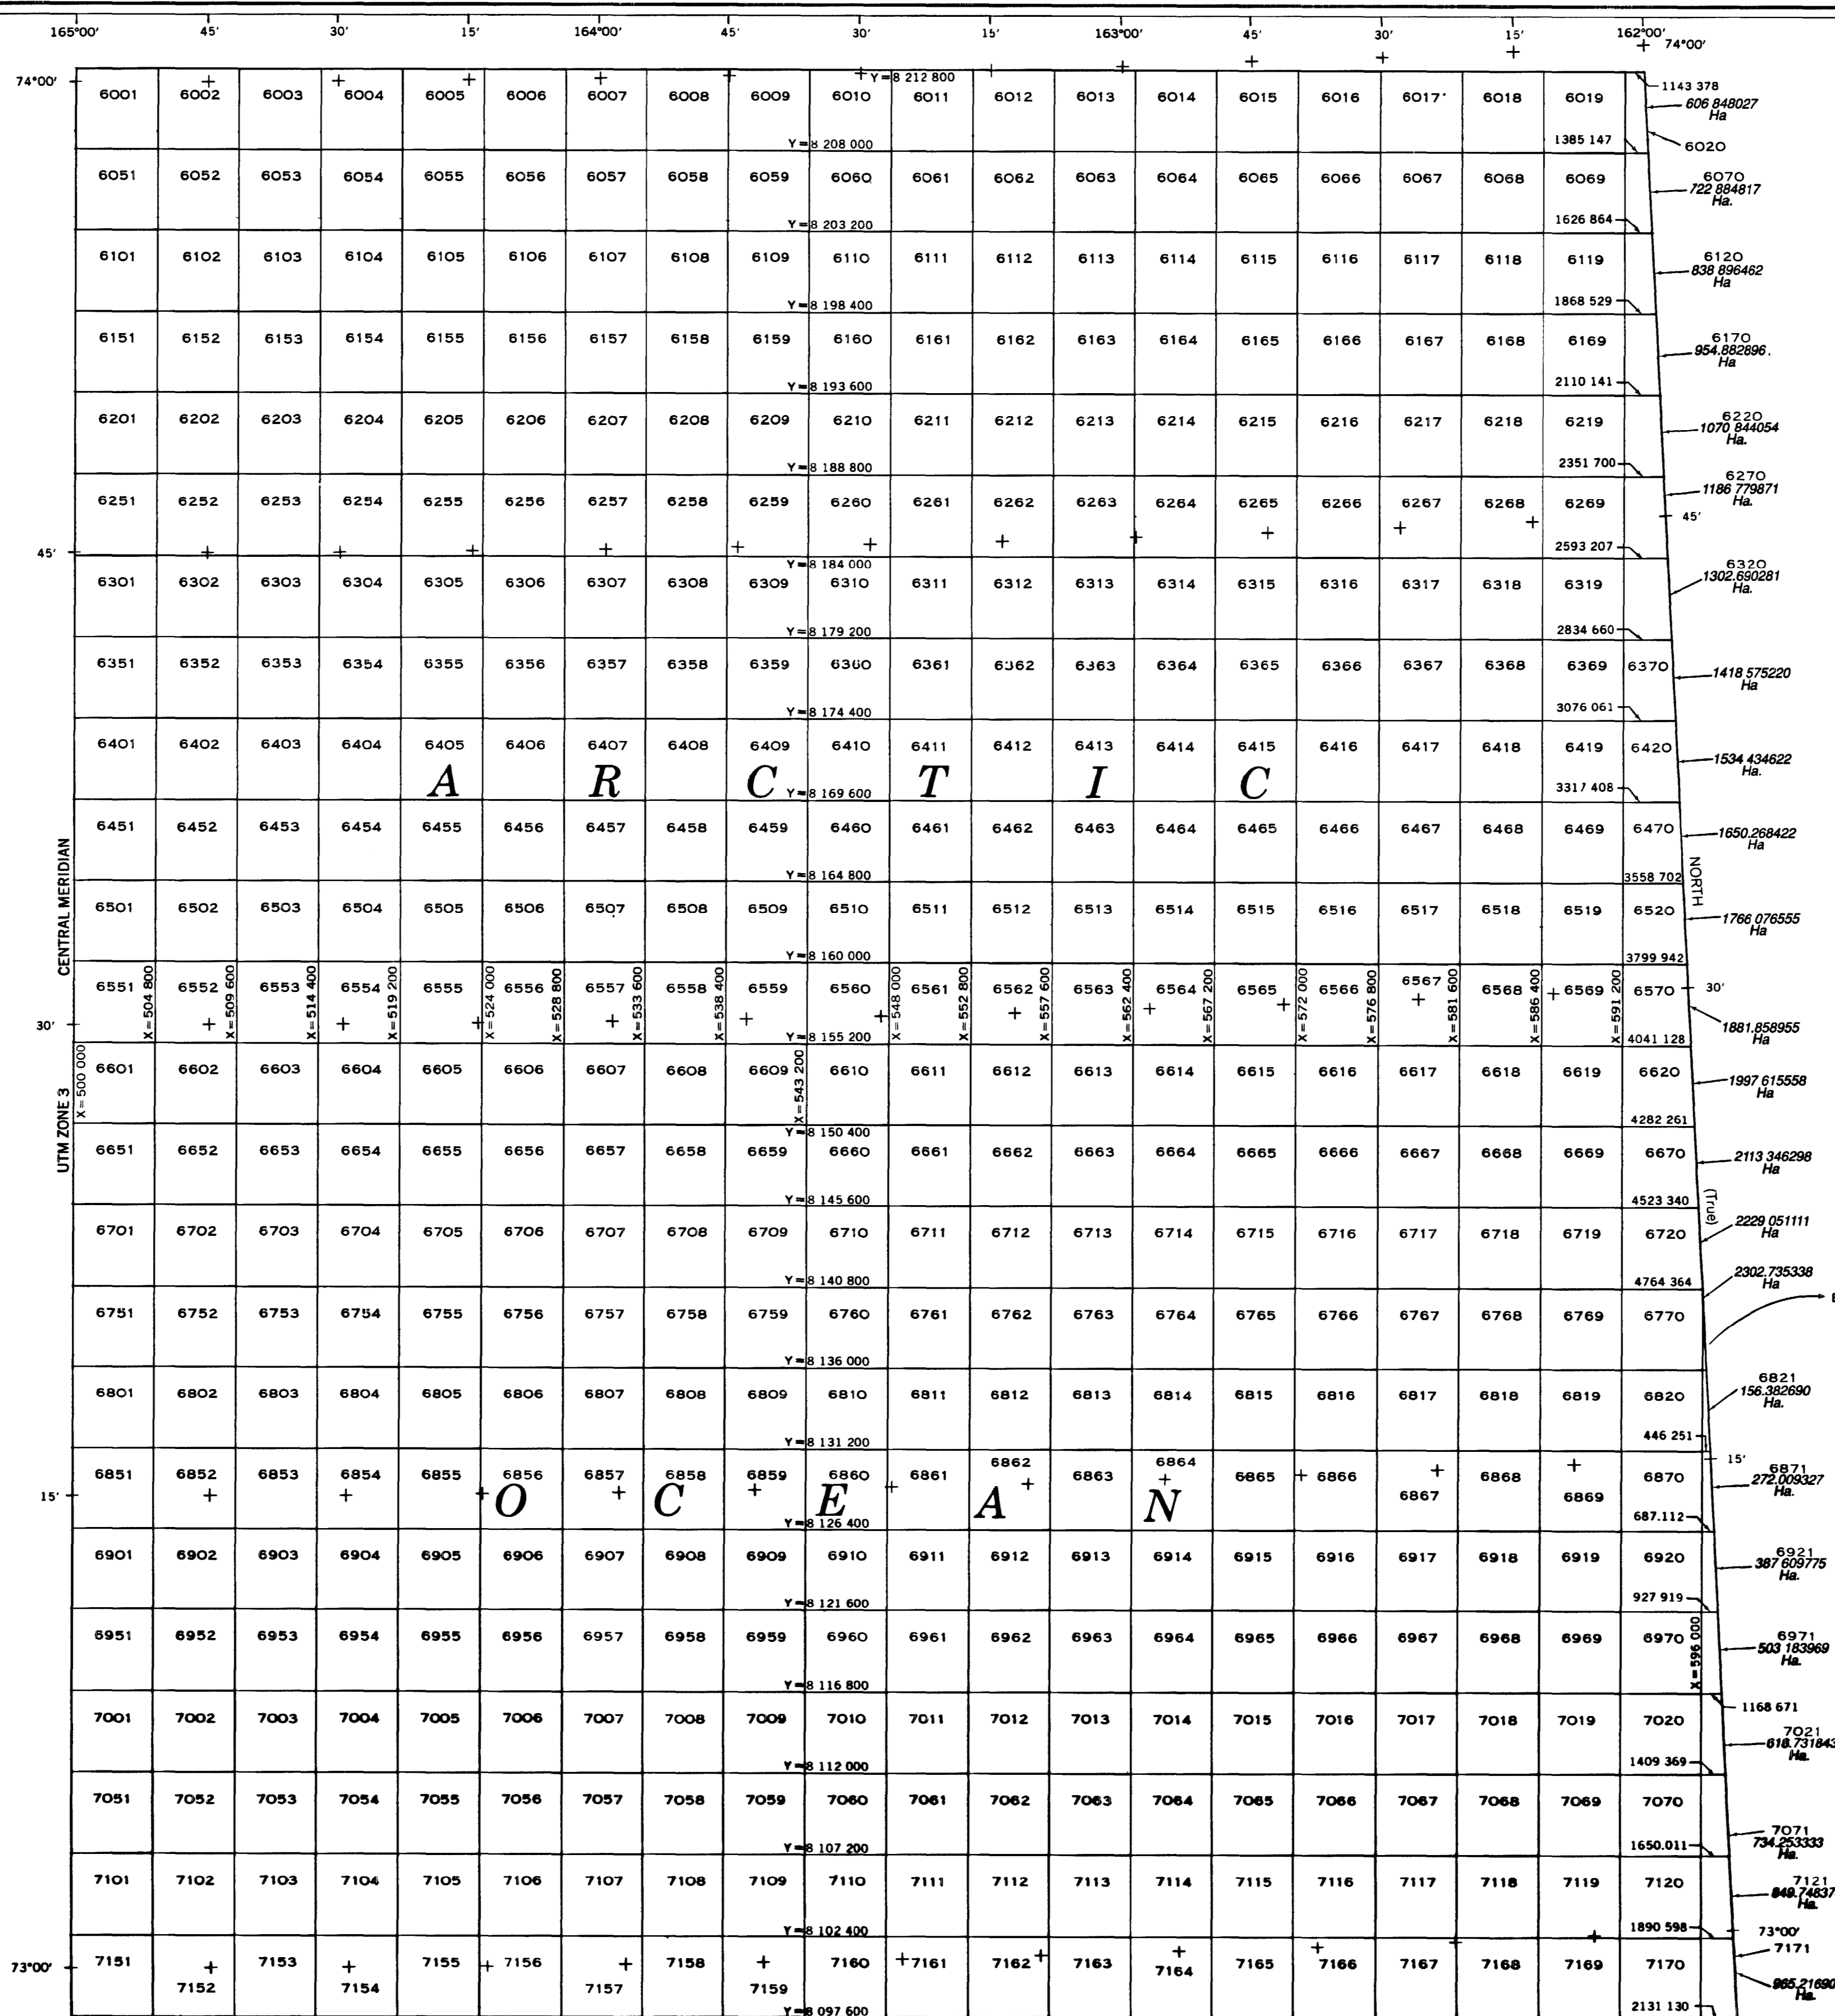 165°00' 45' 30' 15' 164°00' 45' 30' 15' 163°00' 45' 30' 15' 162°00'
74°00'
74°00' Y=8 212 800 1143 378
6001 6002 6003 6004 6005 6006 6007 6008 6009 6010 6011 6012 6013 6014 6015 6016 6017 6018 6019 606 848027
Ha
Y=8 208 000 1385 147 6020
6051 6052 6053 6054 6055 6056 6057 6058 6059 6060 6061 6062 6063 6064 6065 6066 6067 6068 6069 6070
722 884817
Ha.
Y=8 203 200 1626 864
6101 6102 6103 6104 6105 6106 6107 6108 6109 6110 6111 6112 6113 6114 6115 6116 6117 6118 6119 6120
838 896462
Ha
Y=8 198 400 1868 529
6151 6152 6153 6154 6155 6156 6157 6158 6159 6160 6161 6162 6163 6164 6165 6166 6167 6168 6169 6170
954.882896
Ha
Y=8 193 600 2110 141
6201 6202 6203 6204 6205 6206 6207 6208 6209 6210 6211 6212 6213 6214 6215 6216 6217 6218 6219 6220
1070 844054
Ha.
Y=8 188 800 2351 700
6251 6252 6253 6254 6255 6256 6257 6258 6259 6260 6261 6262 6263 6264 6265 6266 6267 6268 6269 6270
1186 779871
Ha.
45' 45'
Y=8 184 000 2593 207
6301 6302 6303 6304 6305 6306 6307 6308 6309 6310 6311 6312 6313 6314 6315 6316 6317 6318 6319 6320
1302.690281
Ha.
Y=8 179 200 2834 660
6351 6352 6353 6354 6355 6356 6357 6358 6359 6360 6361 6362 6363 6364 6365 6366 6367 6368 6369 6370
1418 575220
Ha
Y=8 174 400 3076 061
6401 6402 6403 6404 6405 6406 6407 6408 6409 6410 6411 6412 6413 6414 6415 6416 6417 6418 6419 6420
1534 434622
Ha.
ARCTIC
Y=8 169 600 3317 408
6451 6452 6453 6454 6455 6456 6457 6458 6459 6460 6461 6462 6463 6464 6465 6466 6467 6468 6469 6470
1650.268422
Ha
Y=8 164 800 3558 702
NORTH
6501 6502 6503 6504 6505 6506 6507 6508 6509 6510 6511 6512 6513 6514 6515 6516 6517 6518 6519 6520
1766 076555
Ha
CENTRAL MERIDIAN
Y=8 160 000 3799 942
6551 6552 6553 6554 6555 6556 6557 6558 6559 6560 6561 6562 6563 6564 6565 6566 6567 6568 6569 6570 30'
X=504 800 X=509 600 X=514 400 X=519 200 X=524 000 X=528 800 X=533 600 X=538 400 X=548 000 X=552 800 X=557 600 X=562 400 X=567 200 X=572 000 X=576 800 X=581 600 X=586 400 X=591 200
30'
1881.858955
Ha
Y=8 155 200 4041 128
X=500 000 X=543 200
6601 6602 6603 6604 6605 6606 6607 6608 6609 6610 6611 6612 6613 6614 6615 6616 6617 6618 6619 6620
1997 615558
Ha
UTM ZONE 3
Y=8 150 400 4282 261
6651 6652 6653 6654 6655 6656 6657 6658 6659 6660 6661 6662 6663 6664 6665 6666 6667 6668 6669 6670
2113 346298
Ha
Y=8 145 600 4523 340
(True)
6701 6702 6703 6704 6705 6706 6707 6708 6709 6710 6711 6712 6713 6714 6715 6716 6717 6718 6719 6720
2229 051111
Ha
Y=8 140 800 4764 364
2302.735338
Ha
6751 6752 6753 6754 6755 6756 6757 6758 6759 6760 6761 6762 6763 6764 6765 6766 6767 6768 6769 6770
Y=8 136 000
6801 6802 6803 6804 6805 6806 6807 6808 6809 6810 6811 6812 6813 6814 6815 6816 6817 6818 6819 6820 6821
156.382690
Ha.
Y=8 131 200 446 251
15'
6851 6852 6853 6854 6855 6856 6857 6858 6859 6860 6861 6862 6863 6864 6865 6866 6867 6868 6869 6870 6871
272.009327
Ha.
15' OCEAN
Y=8 126 400 687.112
6901 6902 6903 6904 6905 6906 6907 6908 6909 6910 6911 6912 6913 6914 6915 6916 6917 6918 6919 6920 6921
387 609775
Ha.
Y=8 121 600 927 919
6951 6952 6953 6954 6955 6956 6957 6958 6959 6960 6961 6962 6963 6964 6965 6966 6967 6968 6969 6970 6971
X=596 000
503 183969
Ha.
Y=8 116 800 1168 671
7001 7002 7003 7004 7005 7006 7007 7008 7009 7010 7011 7012 7013 7014 7015 7016 7017 7018 7019 7020 7021
618.731843
Ha.
Y=8 112 000 1409 369
7051 7052 7053 7054 7055 7056 7057 7058 7059 7060 7061 7062 7063 7064 7065 7066 7067 7068 7069 7070 7071
734.253333
Ha.
Y=8 107 200 1650.011
7101 7102 7103 7104 7105 7106 7107 7108 7109 7110 7111 7112 7113 7114 7115 7116 7117 7118 7119 7120 7121
849.74837
Ha.
Y=8 102 400 1890 598
73°00'
73°00' 7151 7152 7153 7154 7155 7156 7157 7158 7159 7160 7161 7162 7163 7164 7165 7166 7167 7168 7169 7170 7171
965.21690
Ha.
Y=8 097 600 2131 130